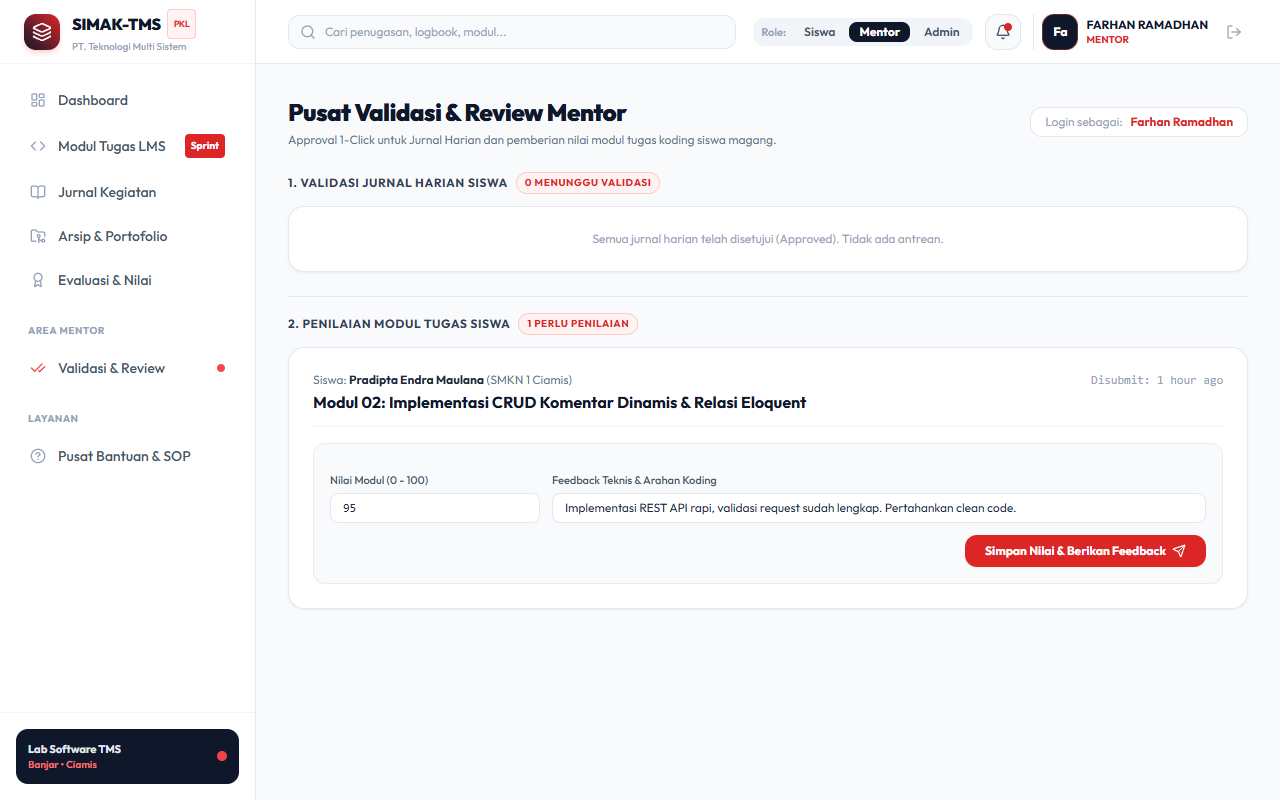 SIMAK-TMS PKL
PT. Teknologi Multi Sistem
Cari penugasan, logbook, modul...
Role: Siswa Mentor Admin
Fa
FARHAN RAMADHAN
MENTOR
Dashboard
Modul Tugas LMS Sprint
Jurnal Kegiatan
Arsip & Portofolio
Evaluasi & Nilai
AREA MENTOR
Validasi & Review
LAYANAN
Pusat Bantuan & SOP
Lab Software TMS
Banjar • Ciamis
Pusat Validasi & Review Mentor
Approval 1-Click untuk Jurnal Harian dan pemberian nilai modul tugas koding siswa magang.
Login sebagai: Farhan Ramadhan
1. VALIDASI JURNAL HARIAN SISWA 0 MENUNGGU VALIDASI
Semua jurnal harian telah disetujui (Approved). Tidak ada antrean.
2. PENILAIAN MODUL TUGAS SISWA 1 PERLU PENILAIAN
Siswa: Pradipta Endra Maulana (SMKN 1 Ciamis)
Disubmit: 1 hour ago
Modul 02: Implementasi CRUD Komentar Dinamis & Relasi Eloquent
Nilai Modul (0 - 100)
Feedback Teknis & Arahan Koding
95
Implementasi REST API rapi, validasi request sudah lengkap. Pertahankan clean code.
Simpan Nilai & Berikan Feedback